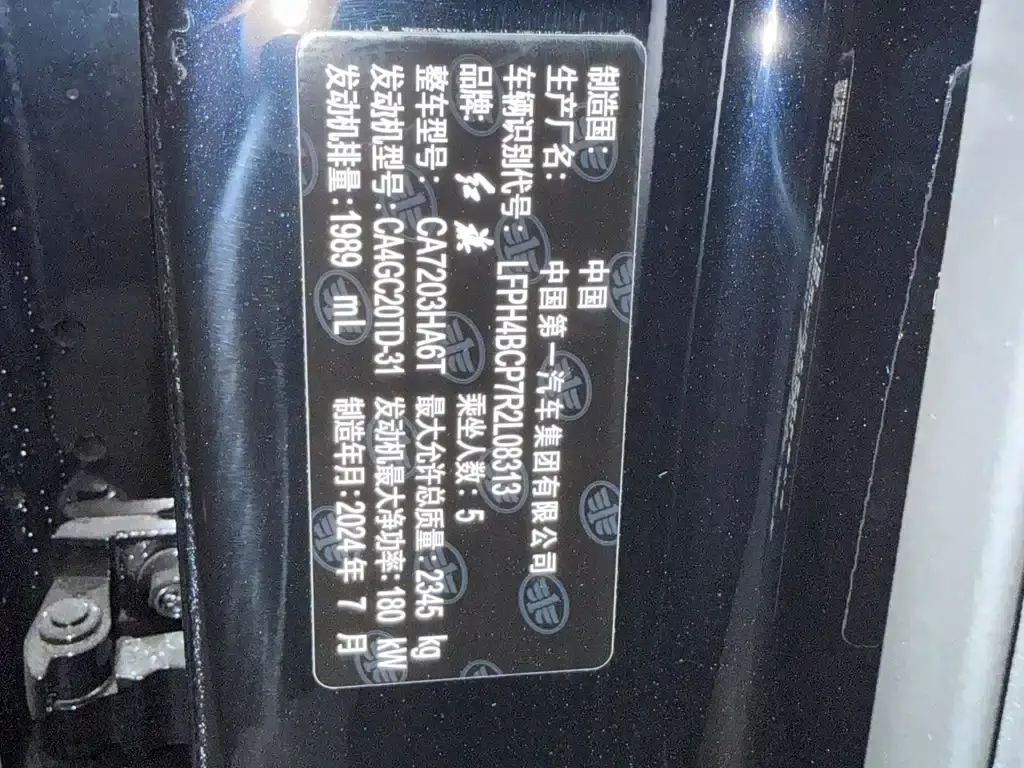 制造国: 中国
生产厂名: 中国第一汽车集团有限公司
车辆识别代号: LFPH4BCP7R2L08313
品牌: 红旗 乘坐人数: 5
整车型号: CA7203HA6T 最大允许总质量: 2345 kg
发动机型号: CA4GC20TD-31 发动机最大净功率: 180 kW
发动机排量: 1989 mL 制造年月: 2024年 7 月